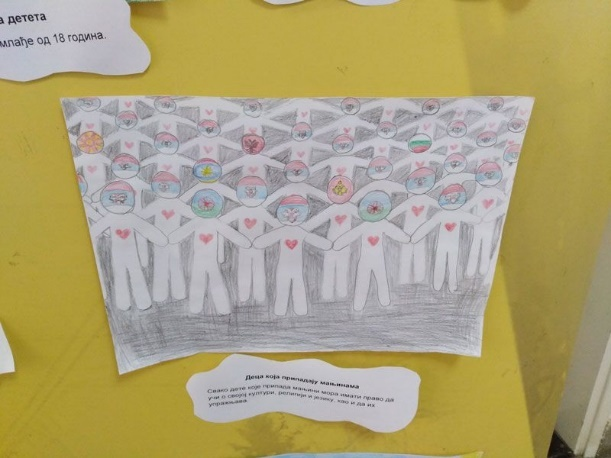 а детета
млађе од 18 година.
Деца која припадају мањинама
Свако дете које припада мањини мора имати право да
учи о својој култури, религије и језику као и да их
упражњава.